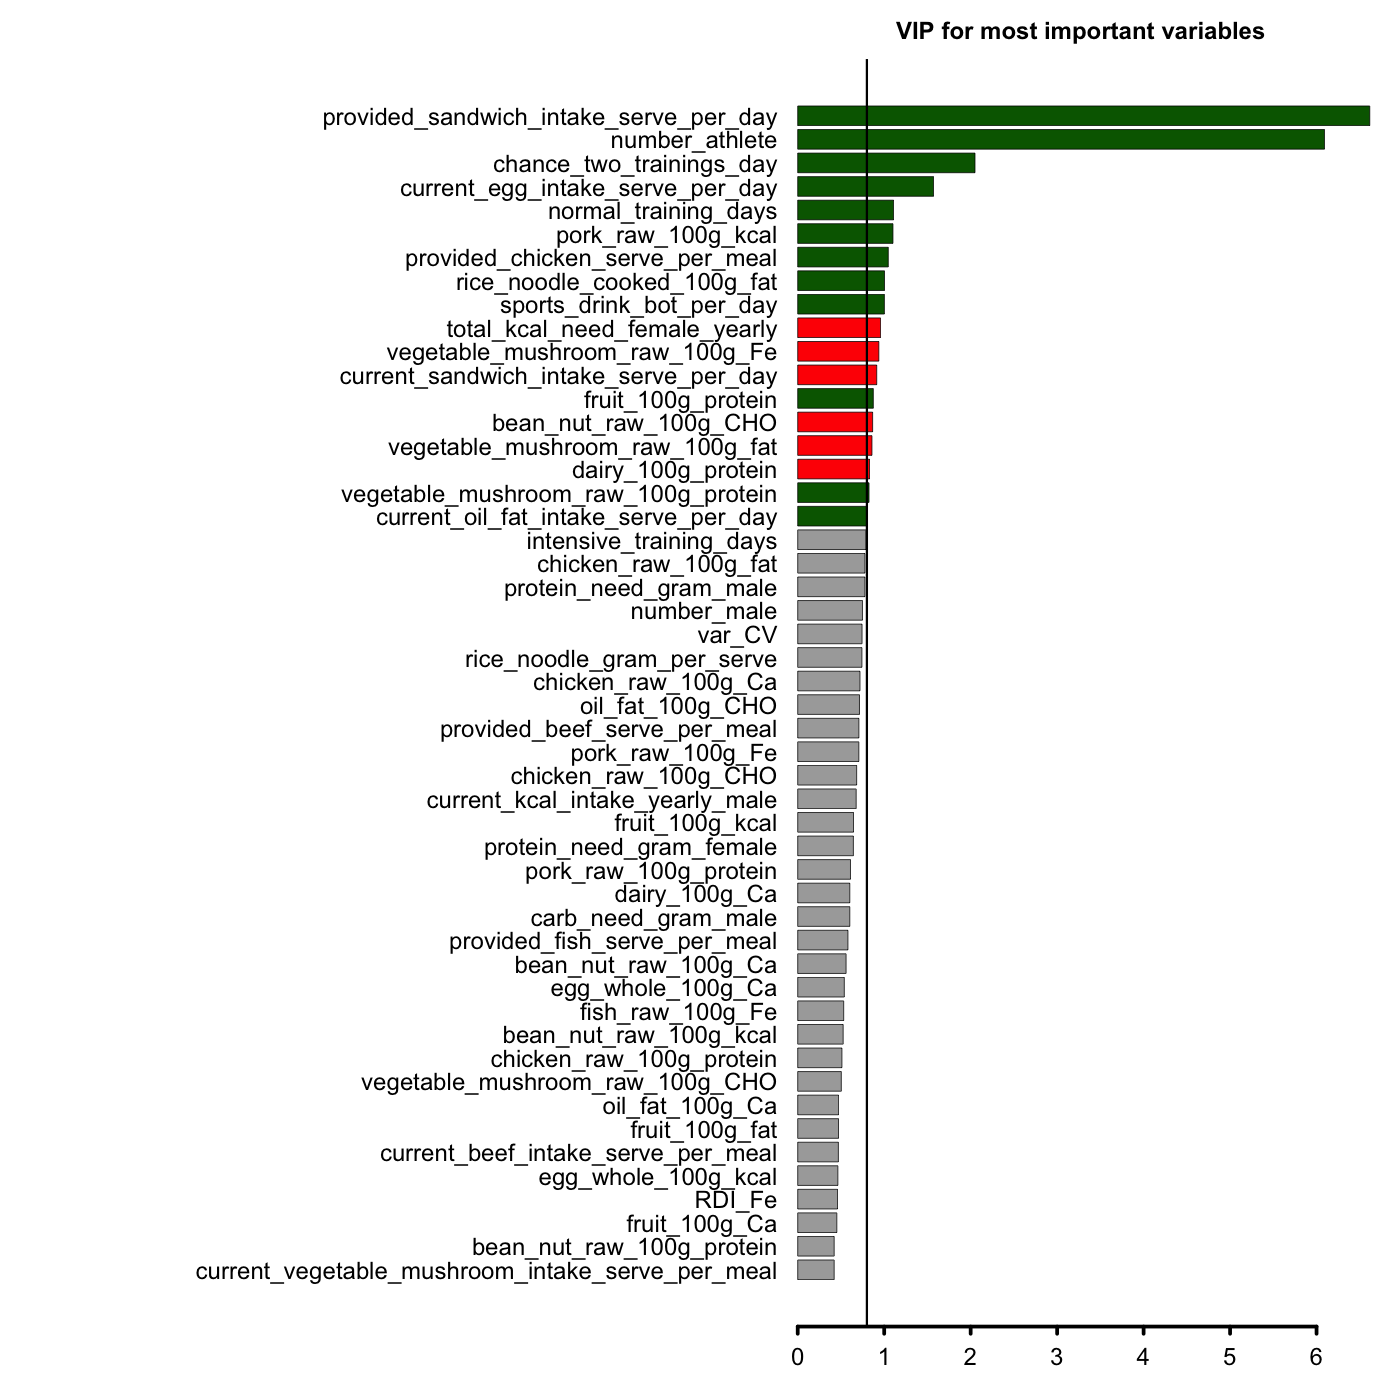 VIP for most important variables
provided_sandwich_intake_serve_per_day
number_athlete
chance_two_trainings_day
current_egg_intake_serve_per_day
normal_training_days
pork_raw_100g_kcal
provided_chicken_serve_per_meal
rice_noodle_cooked_100g_fat
sports_drink_bot_per_day
total_kcal_need_female_yearly
vegetable_mushroom_raw_100g_Fe
current_sandwich_intake_serve_per_day
fruit_100g_protein
bean_nut_raw_100g_CHO
vegetable_mushroom_raw_100g_fat
dairy_100g_protein
vegetable_mushroom_raw_100g_protein
current_oil_fat_intake_serve_per_day
intensive_training_days
chicken_raw_100g_fat
protein_need_gram_male
number_male
var_CV
rice_noodle_gram_per_serve
chicken_raw_100g_Ca
oil_fat_100g_CHO
provided_beef_serve_per_meal
pork_raw_100g_Fe
chicken_raw_100g_CHO
current_kcal_intake_yearly_male
fruit_100g_kcal
protein_need_gram_female
pork_raw_100g_protein
dairy_100g_Ca
carb_need_gram_male
provided_fish_serve_per_meal
bean_nut_raw_100g_Ca
egg_whole_100g_Ca
fish_raw_100g_Fe
bean_nut_raw_100g_kcal
chicken_raw_100g_protein
vegetable_mushroom_raw_100g_CHO
oil_fat_100g_Ca
fruit_100g_fat
current_beef_intake_serve_per_meal
egg_whole_100g_kcal
RDI_Fe
fruit_100g_Ca
bean_nut_raw_100g_protein
current_vegetable_mushroom_intake_serve_per_meal
0 1 2 3 4 5 6